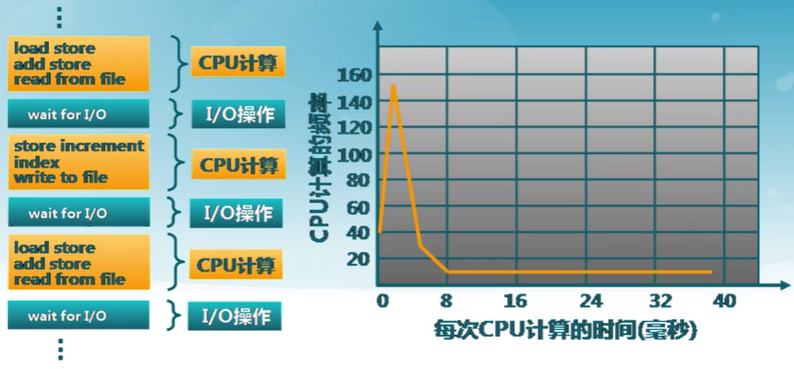 load store
add store
read from file
CPU计算
wait for I/O
I/O操作
store increment
index
write to file
CPU计算
wait for I/O
I/O操作
load store
add store
read from file
CPU计算
wait for I/O
I/O操作
CPU计算的频率
160
140
120
100
80
60
40
20
0 8 16 24 32 40
每次CPU计算的时间(毫秒)